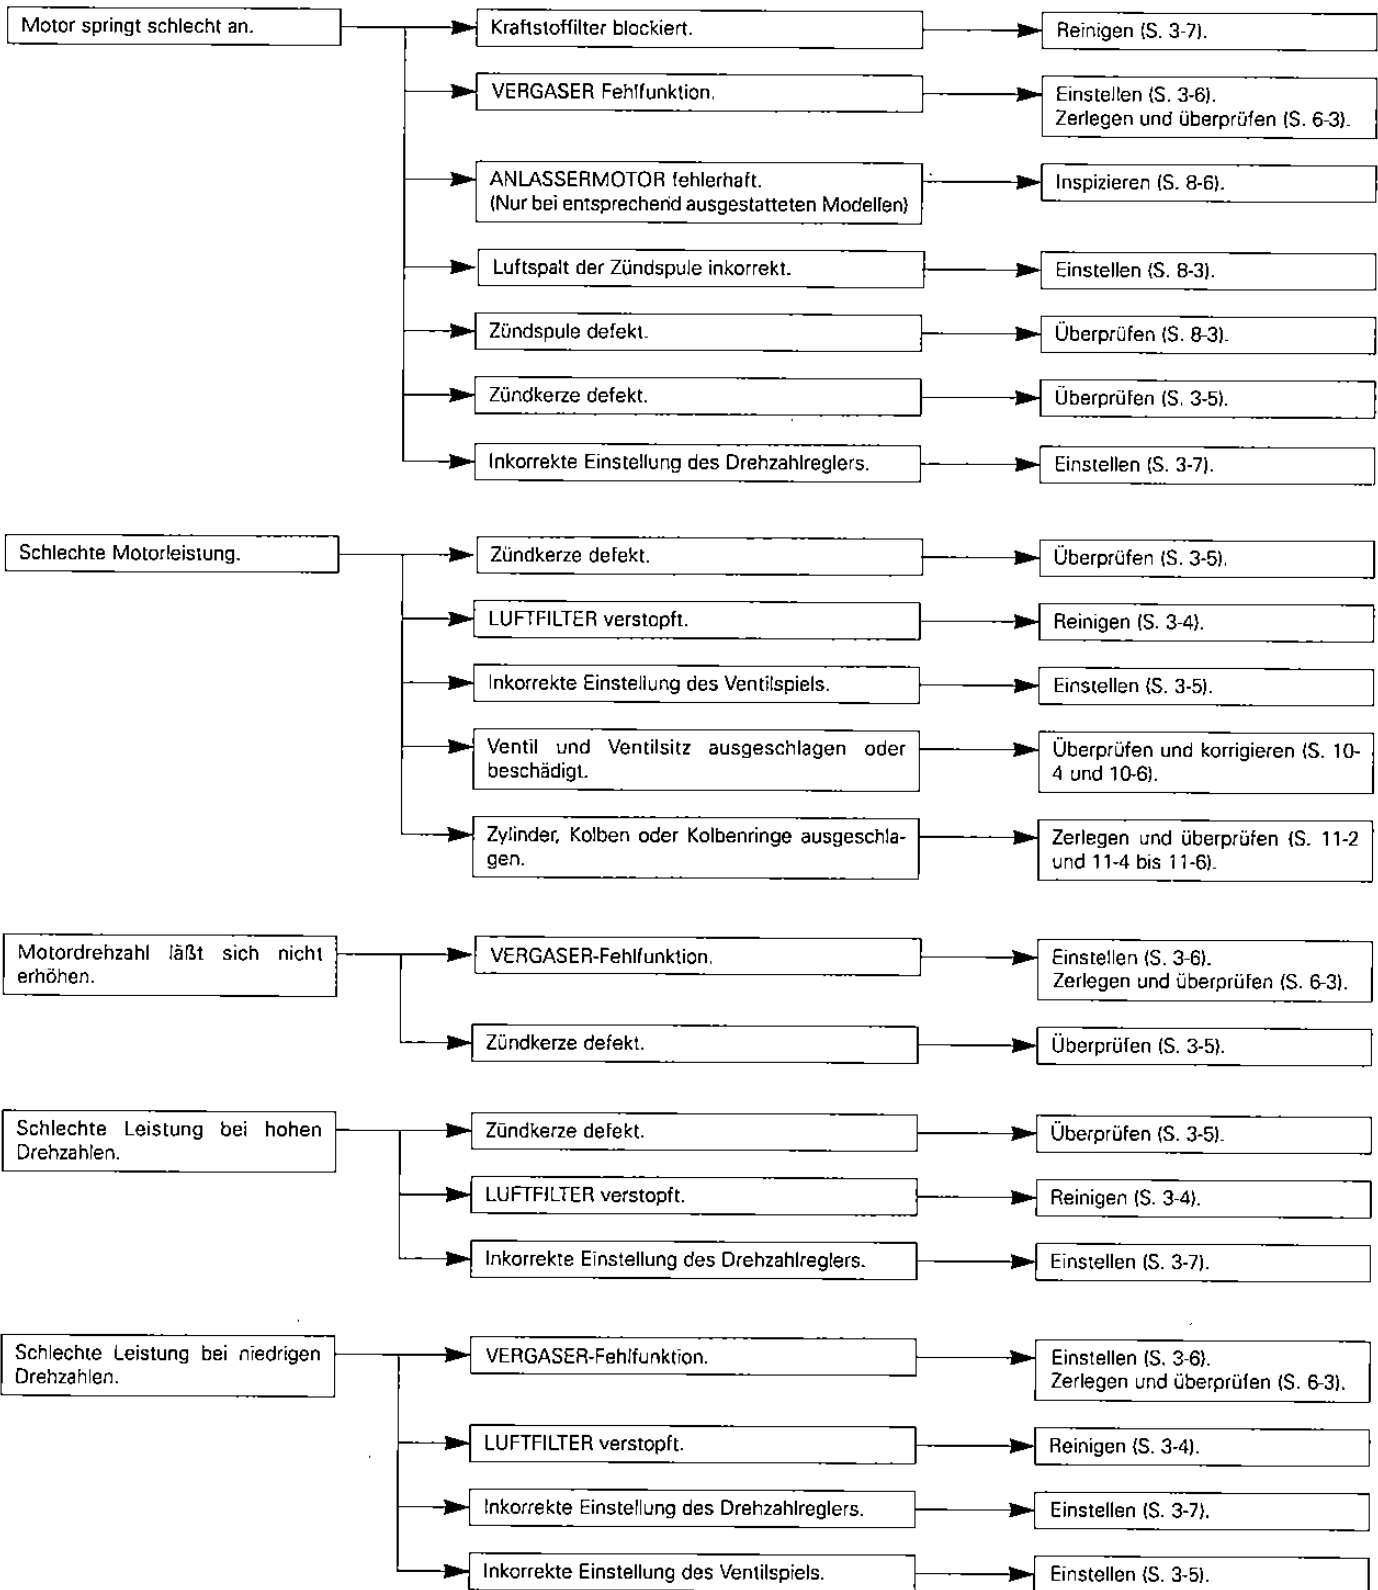 Motor springt schlecht an.
Kraftstoffilter blockiert.
Reinigen (S. 3-7).
VERGASER Fehlfunktion.
Einstellen (S. 3-6).
Zerlegen und überprüfen (S. 6-3).
ANLASSERMOTOR fehlerhaft.
(Nur bei entsprechend ausgestatteten Modellen)
Inspizieren (S. 8-6).
Luftspalt der Zündspule inkorrekt.
Einstellen (S. 8-3).
Zündspule defekt.
Überprüfen (S. 8-3).
Zündkerze defekt.
Überprüfen (S. 3-5).
Inkorrekte Einstellung des Drehzahlreglers.
Einstellen (S. 3-7).
Schlechte Motorleistung.
Zündkerze defekt.
Überprüfen (S. 3-5).
LUFTFILTER verstopft.
Reinigen (S. 3-4).
Inkorrekte Einstellung des Ventilspiels.
Einstellen (S. 3-5).
Ventil und Ventilsitz ausgeschlagen oder
beschädigt.
Überprüfen und korrigieren (S. 10-
4 und 10-6).
Zylinder, Kolben oder Kolbenringe ausgeschla-
gen.
Zerlegen und überprüfen (S. 11-2
und 11-4 bis 11-6).
Motordrehzahl läßt sich nicht
erhöhen.
VERGASER-Fehlfunktion.
Einstellen (S. 3-6).
Zerlegen und überprüfen (S. 6-3).
Zündkerze defekt.
Überprüfen (S. 3-5).
Schlechte Leistung bei hohen
Drehzahlen.
Zündkerze defekt.
Überprüfen (S. 3-5).
LUFTFILTER verstopft.
Reinigen (S. 3-4).
Inkorrekte Einstellung des Drehzahlreglers.
Einstellen (S. 3-7).
Schlechte Leistung bei niedrigen
Drehzahlen.
VERGASER-Fehlfunktion.
Einstellen (S. 3-6).
Zerlegen und überprüfen (S. 6-3).
LUFTFILTER verstopft.
Reinigen (S. 3-4).
Inkorrekte Einstellung des Drehzahlreglers.
Einstellen (S. 3-7).
Inkorrekte Einstellung des Ventilspiels.
Einstellen (S. 3-5).